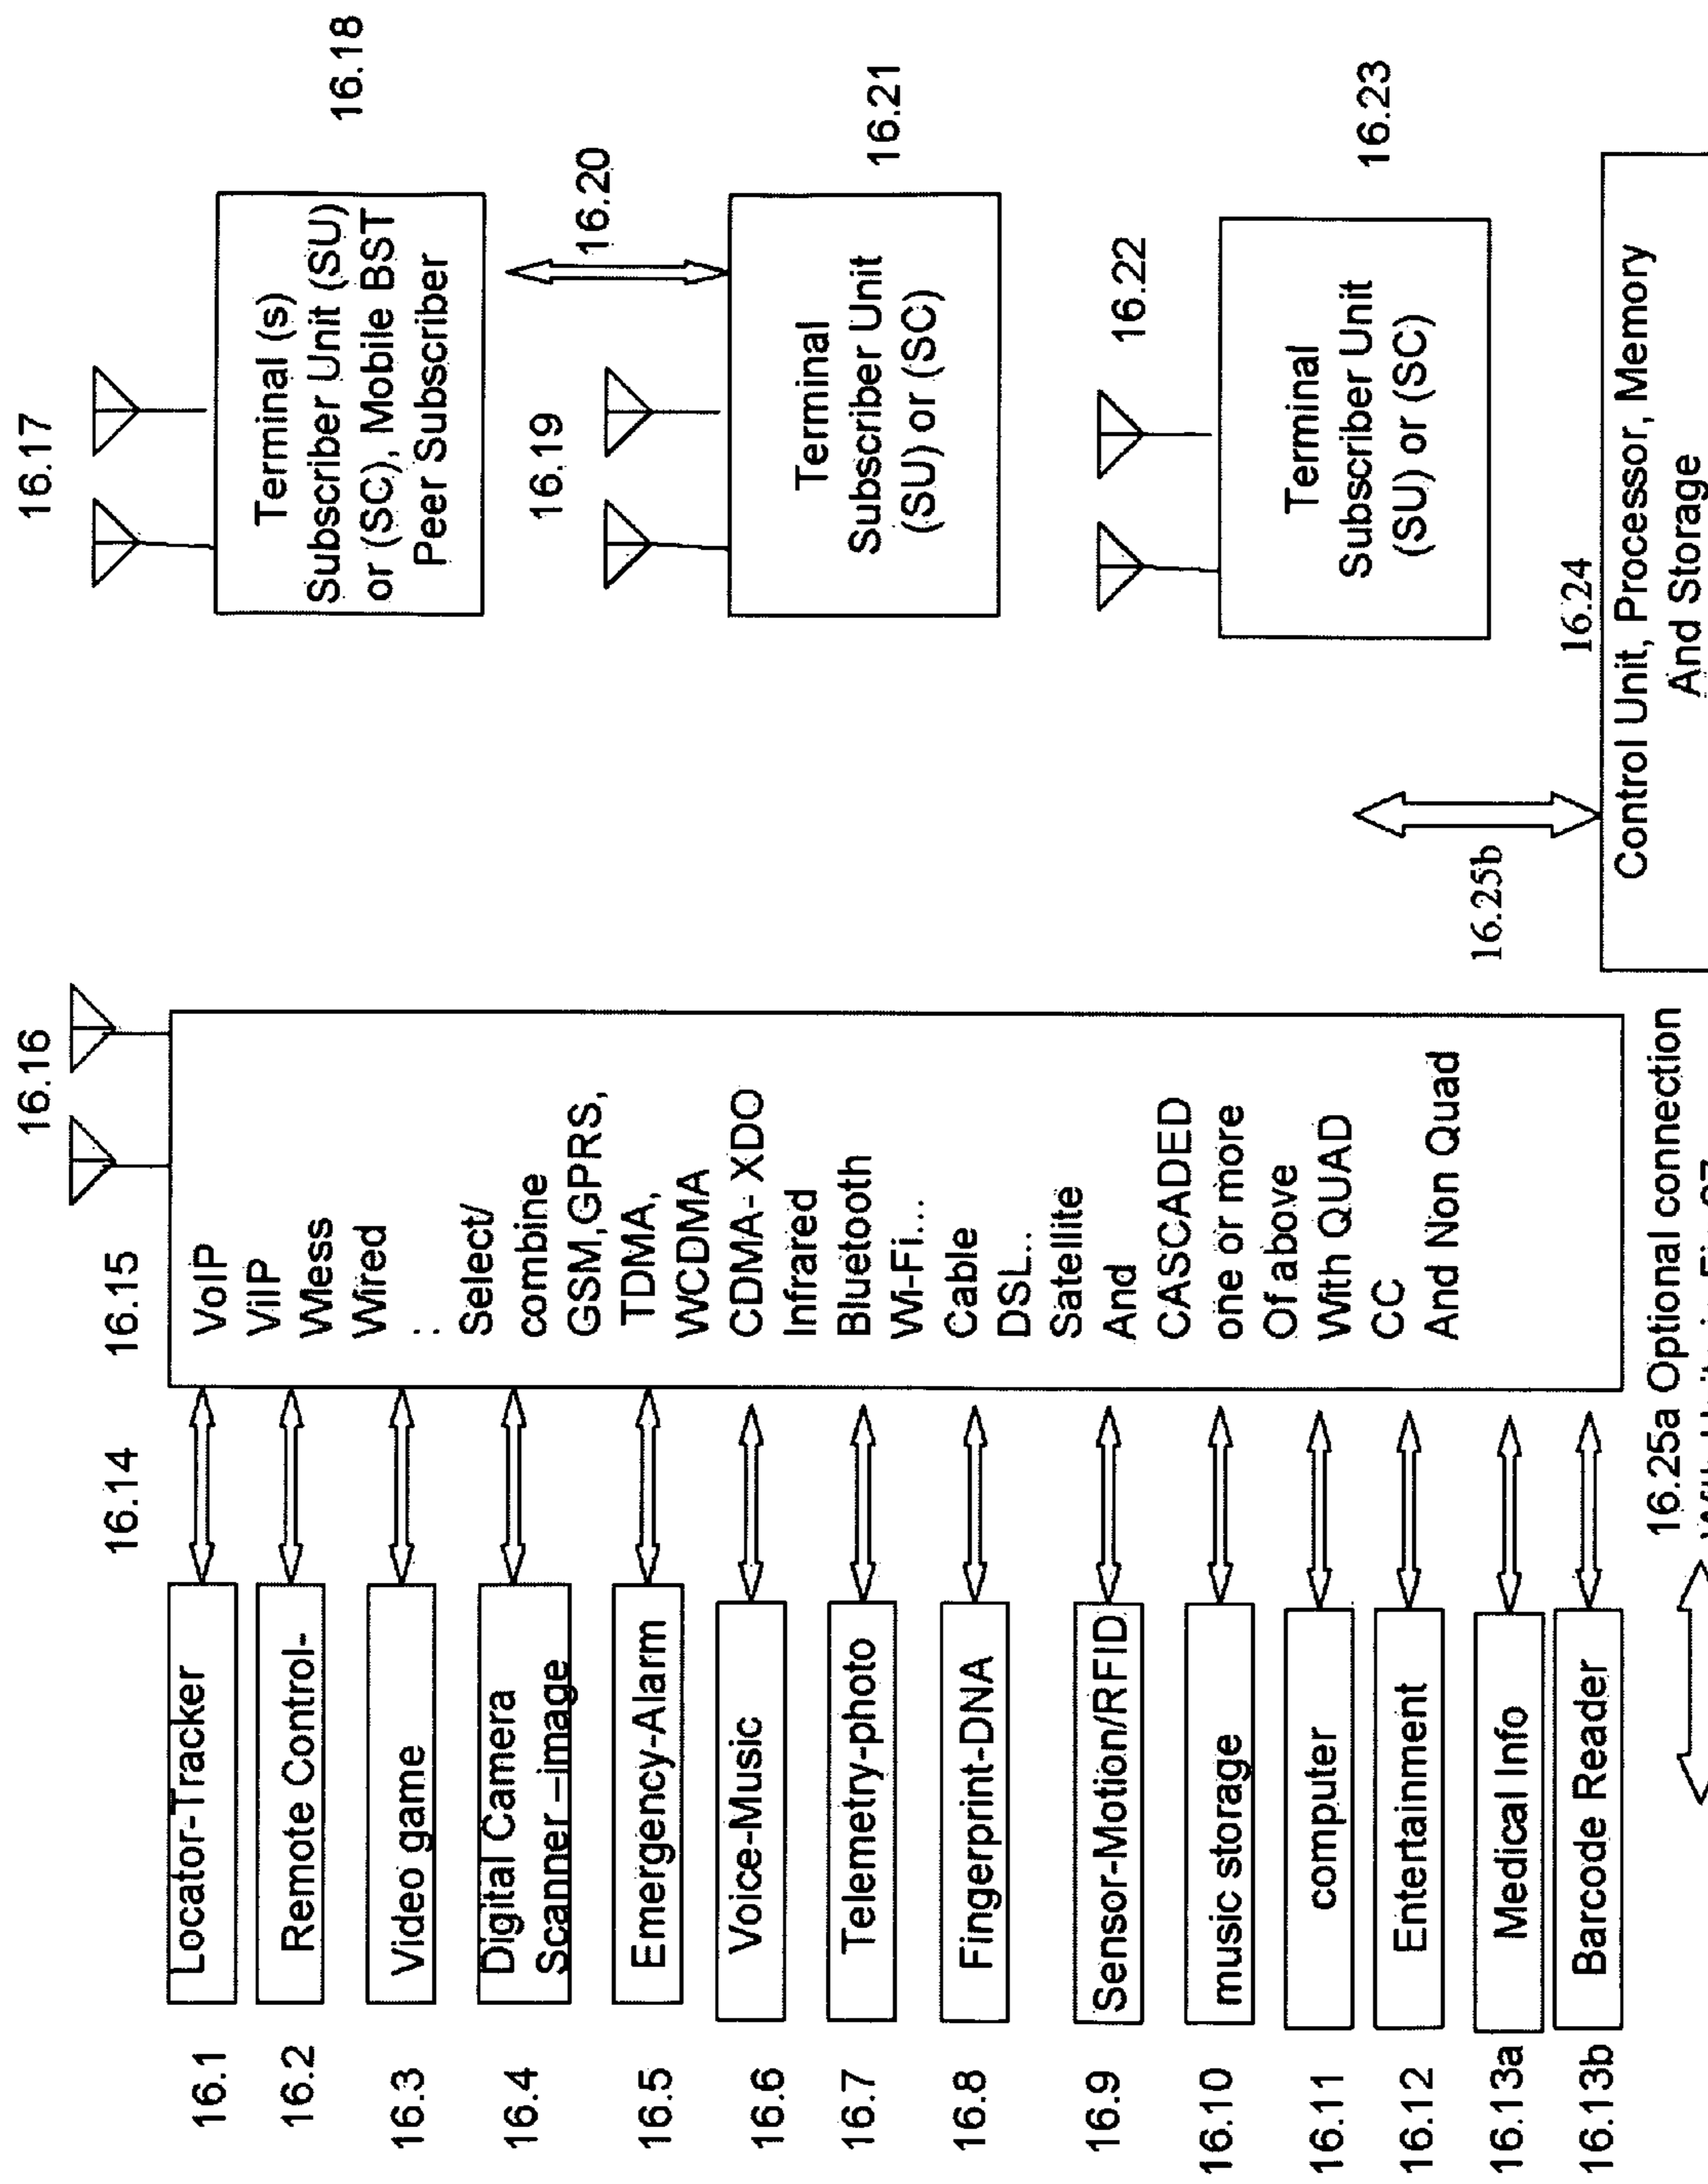 16.1
Locator-Tracker
16.2
Remote Control-
16.3
Video game
16.4
Digital Camera
Scanner –image
16.5
Emergency-Alarm
16.6
Voice-Music
16.7
Telemetry-photo
16.8
Fingerprint-DNA
16.9
Sensor-Motion/RFID
16.10
music storage
16.11
computer
16.12
Entertainment
16.13a
Medical Info
16.13b
Barcode Reader
16.14
16.15
16.16
VoIP
ViIP
Wless
Wired
:
Select/
combine
GSM,GPRS,
TDMA,
WCDMA
CDMA- XDO
Infrared
Bluetooth
Wi-Fi...
Cable
DSL..
Satellite
And
CASCADED
one or more
Of above
With QUAD
CC
And Non Quad
16.25a Optional connection
16.17
16.18
Terminal (s)
Subscriber Unit (SU)
or (SC), Mobile BST
Peer Subscriber
16.19
16.20
16.21
Terminal
Subscriber Unit
(SU) or (SC)
16.22
16.23
Terminal
Subscriber Unit
(SU) or (SC)
16.25b
16.24
Control Unit, Processor, Memory
And Storage